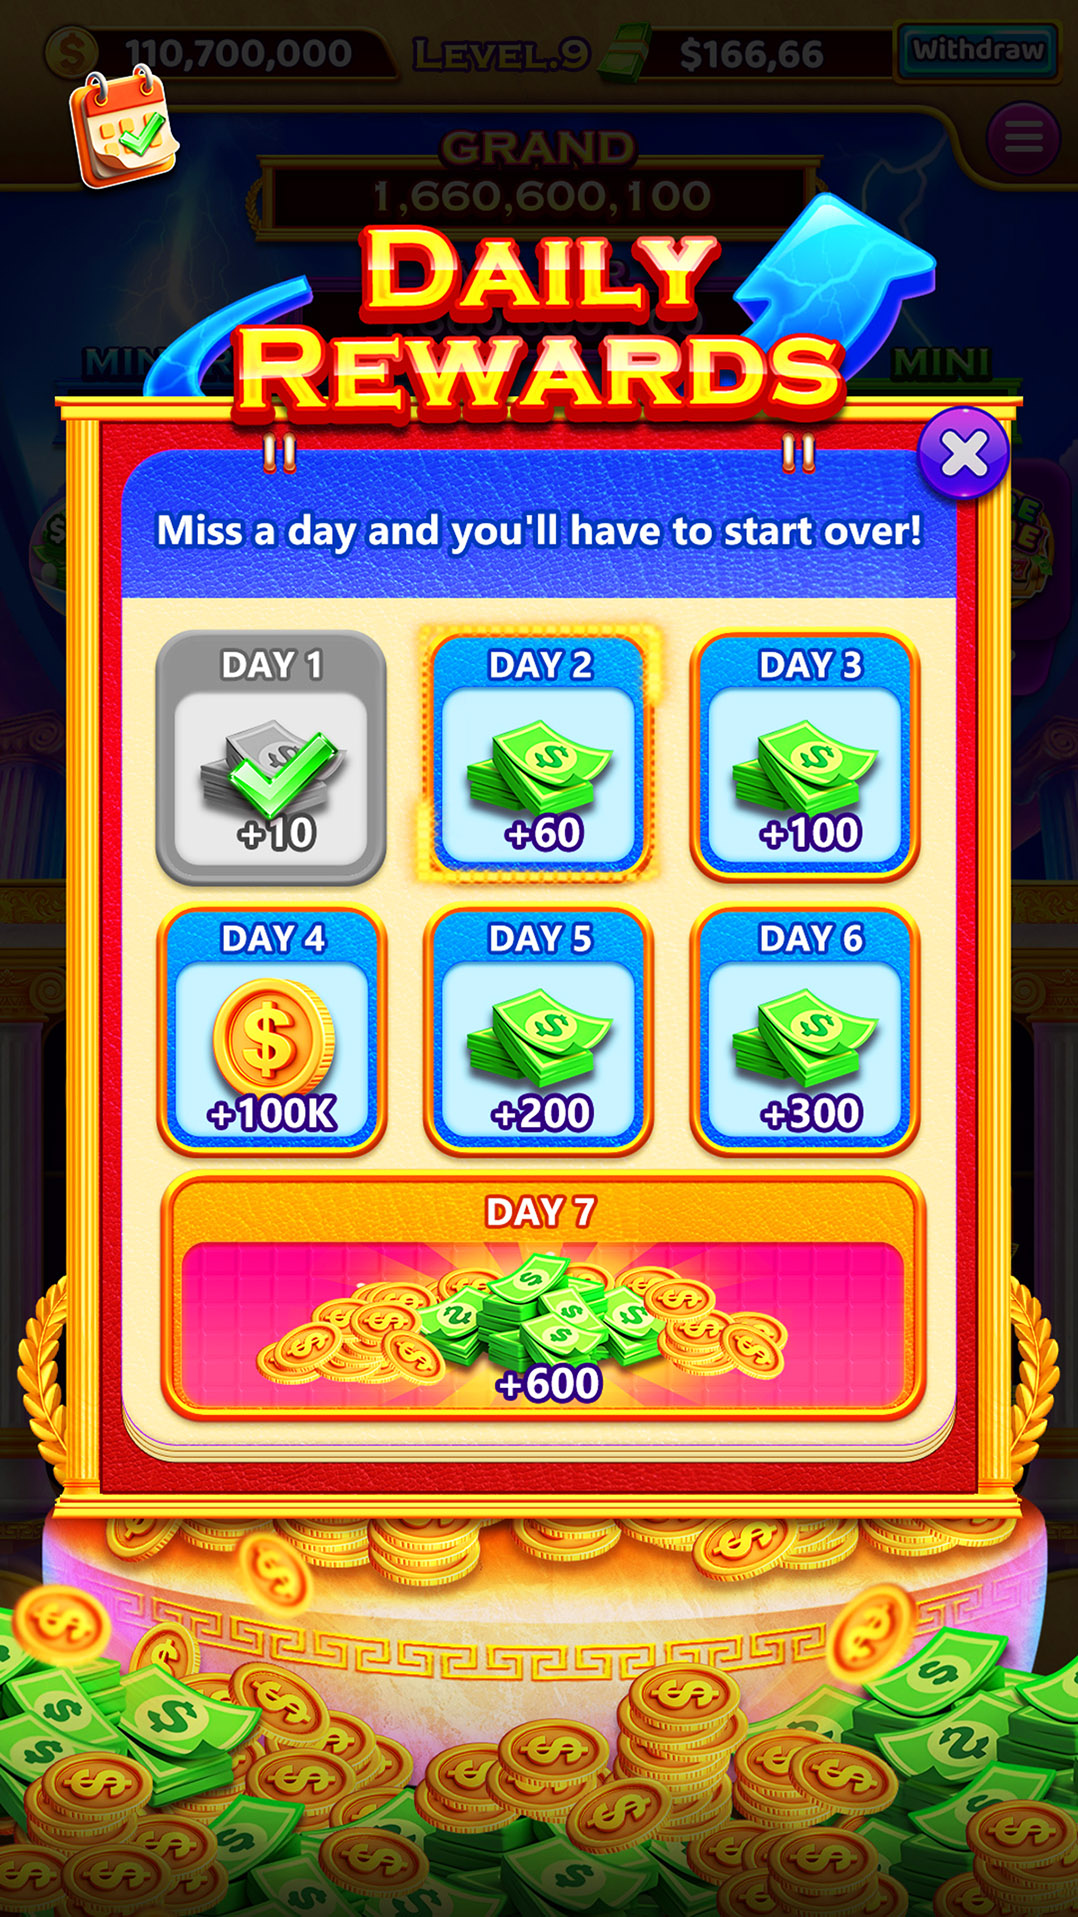 110,700,000
LEVEL.9
$166,66
Withdraw
GRAND
1,660,600,100
DAILY
REWARDS
MINI
Miss a day and you'll have to start over!
DAY 1
+10
DAY 2
+60
DAY 3
+100
DAY 4
+100K
DAY 5
+200
DAY 6
+300
DAY 7
+600